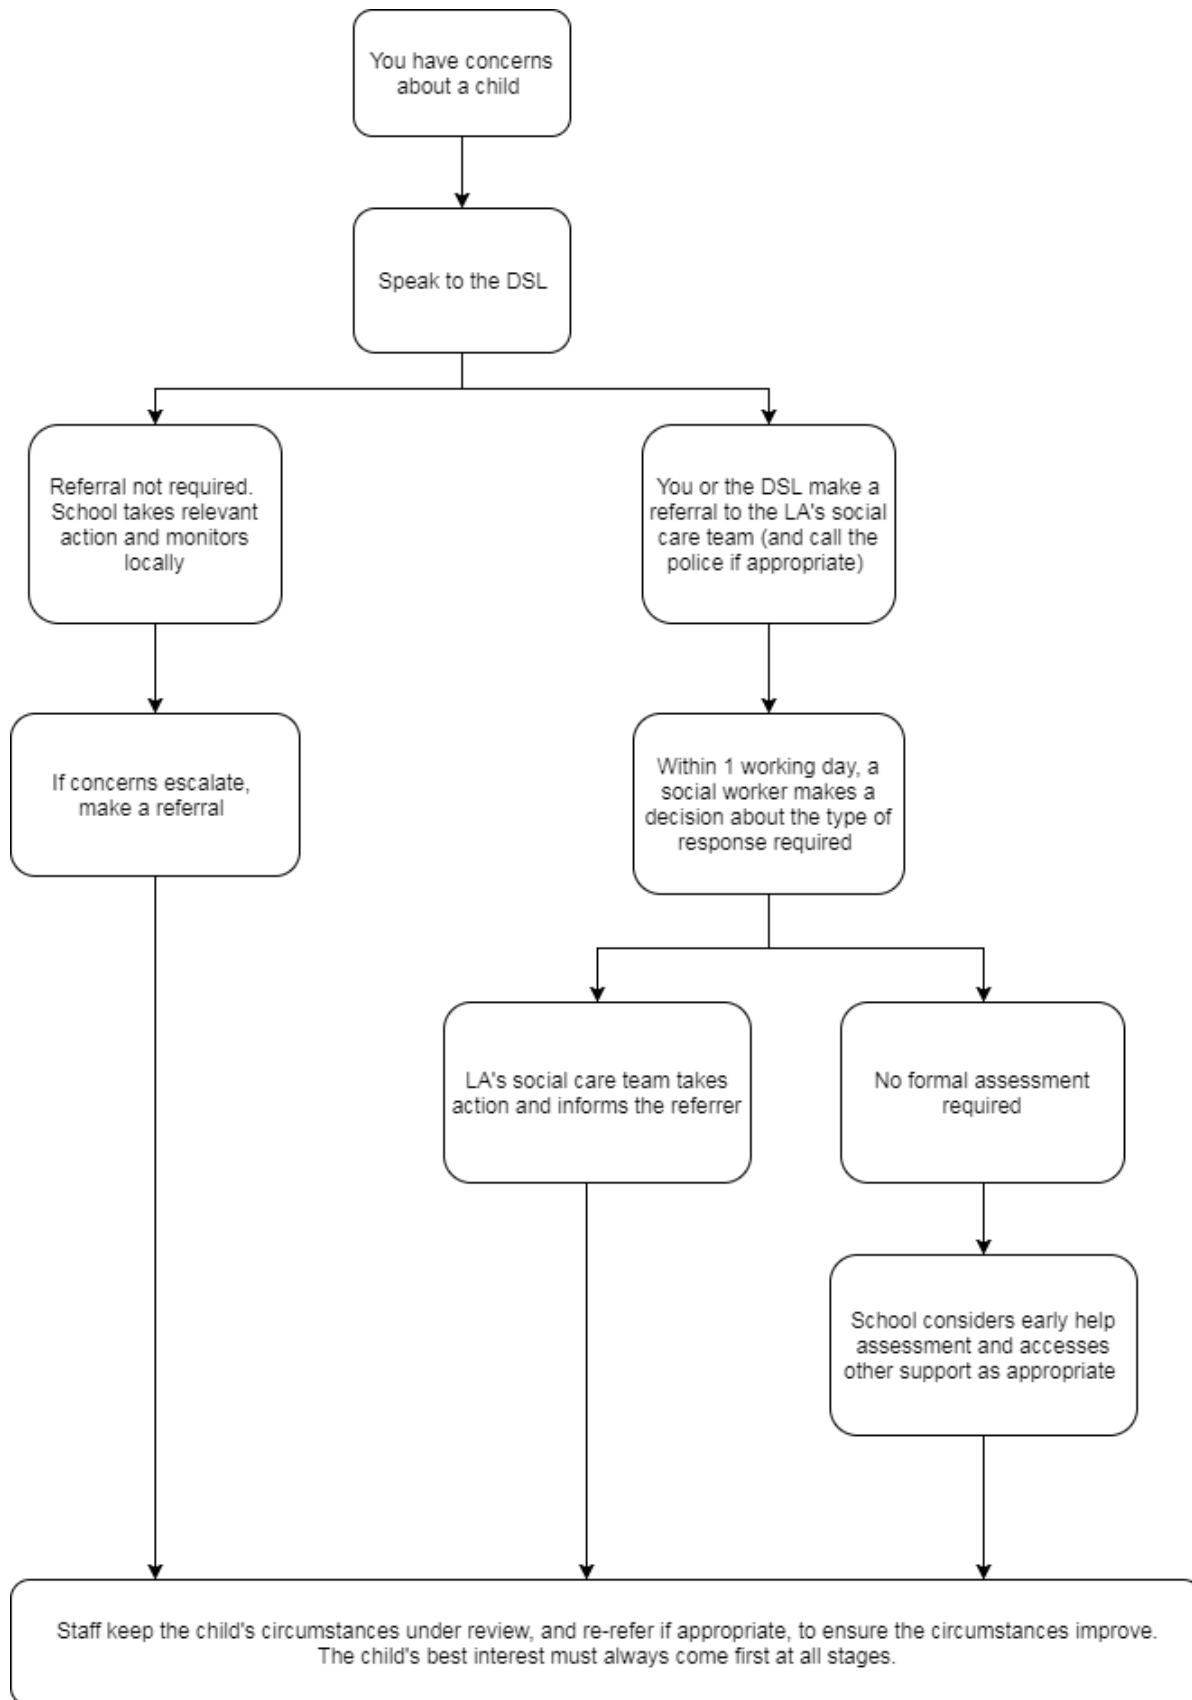 You have concerns
about a child
Speak to the DSL
Referral not required.
School takes relevant
action and monitors
locally
You or the DSL make a
referral to the LA's social
care team (and call the
police if appropriate)
If concerns escalate,
make a referral
Within 1 working day, a
social worker makes a
decision about the type of
response required
LA's social care team takes
action and informs the referrer
No formal assessment
required
School considers early help
assessment and accesses
other support as appropriate
Staff keep the child's circumstances under review, and re-refer if appropriate, to ensure the circumstances improve.
The child's best interest must always come first at all stages.